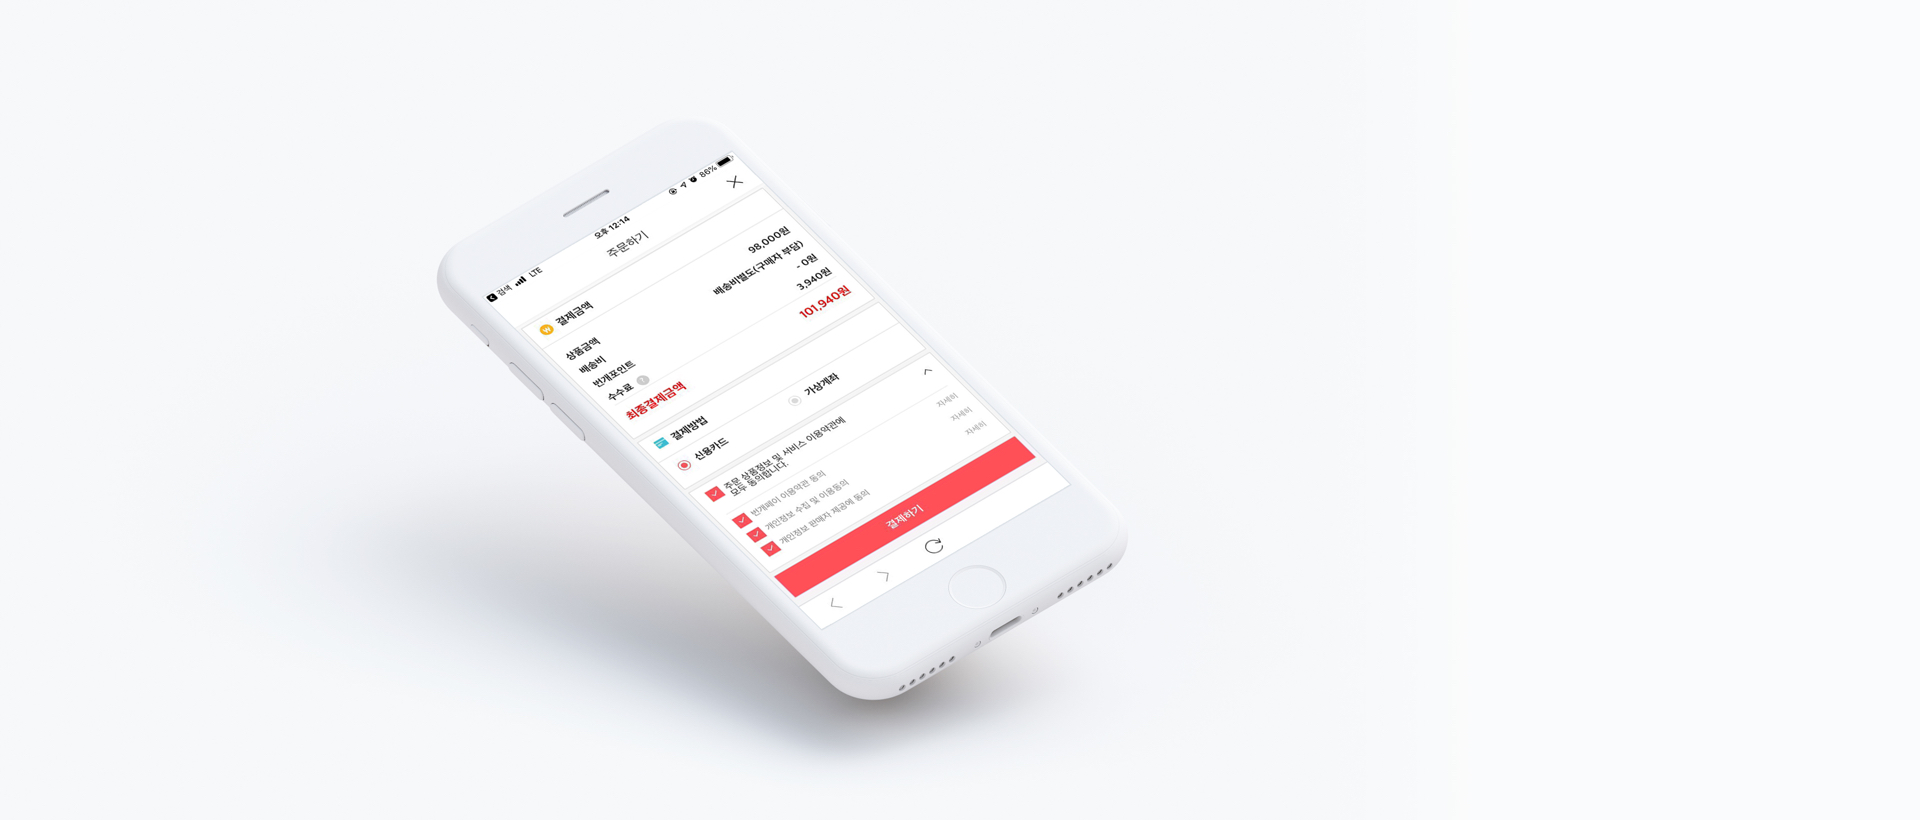 검색 LTE 오후 12:14 86%
주문하기
결제금액
상품금액 98,000원
배송비 배송비별도(구매자 부담)
번개포인트 - 0원
수수료 3,940원
최종결제금액 101,940원
결제방법
신용카드 가상계좌
주문 상품정보 및 서비스 이용약관에
모두 동의합니다.
번개페이 이용약관 동의 자세히
개인정보 수집 및 이용동의 자세히
개인정보 판매자 제공에 동의 자세히
결제하기